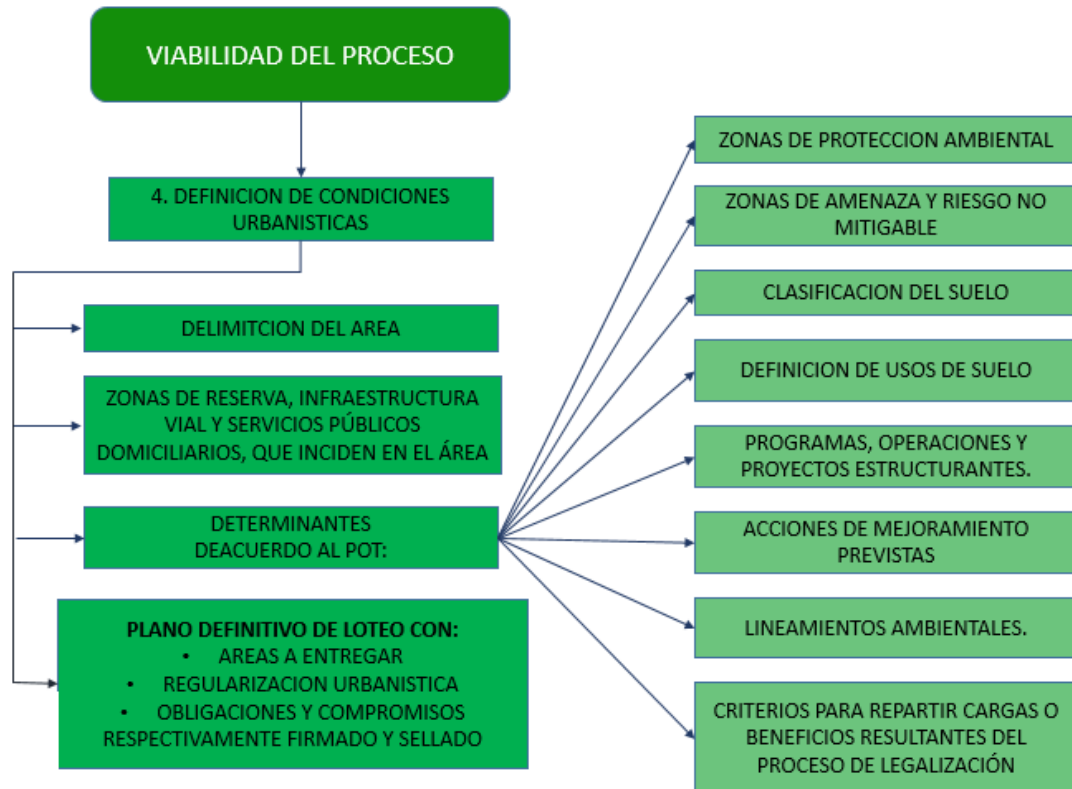 VIABILIDAD DEL PROCESO
4. DEFINICION DE CONDICIONES
URBANISTICAS
DELIMITCION DEL AREA
ZONAS DE RESERVA, INFRAESTRUCTURA
VIAL Y SERVICIOS PÚBLICOS
DOMICILIARIOS, QUE INCIDEN EN EL ÁREA
DETERMINANTES
DEACUERDO AL POT:
PLANO DEFINITIVO DE LOTEO CON:
• AREAS A ENTREGAR
• REGULARIZACION URBANISTICA
• OBLIGACIONES Y COMPROMISOS
RESPECTIVAMENTE FIRMADO Y SELLADO
ZONAS DE PROTECCION AMBIENTAL
ZONAS DE AMENAZA Y RIESGO NO
MITIGABLE
CLASIFICACION DEL SUELO
DEFINICION DE USOS DE SUELO
PROGRAMAS, OPERACIONES Y
PROYECTOS ESTRUCTURANTES.
ACCIONES DE MEJORAMIENTO
PREVISTAS
LINEAMIENTOS AMBIENTALES.
CRITERIOS PARA REPARTIR CARGAS O
BENEFICIOS RESULTANTES DEL
PROCESO DE LEGALIZACIÓN